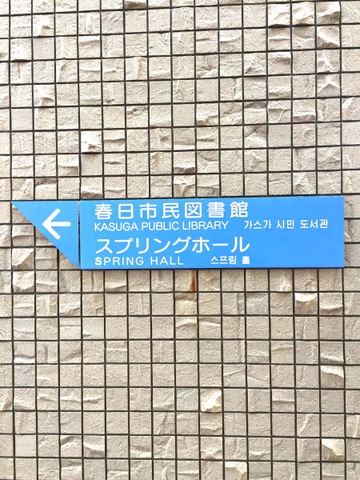 春日市民図書館
KASUGA PUBLIC LIBRARY 가스가 시민 도서관
スプリングホール
SPRING HALL 스프링 홀